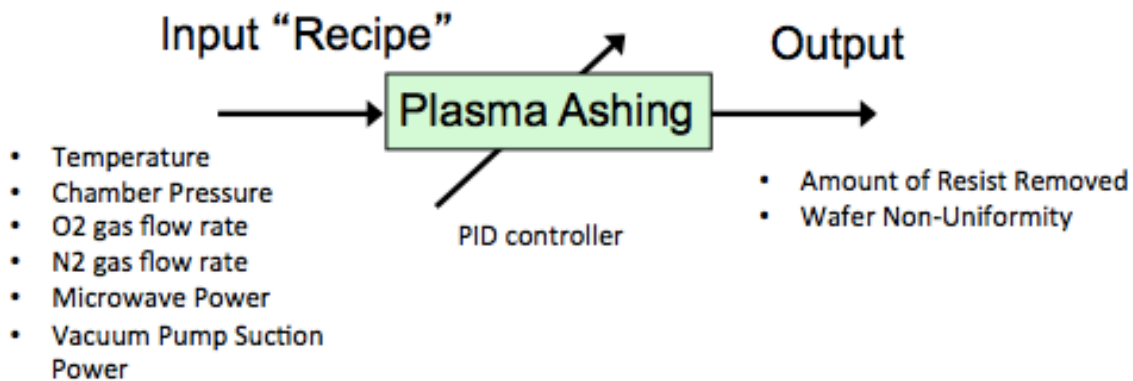 Input “Recipe”
Output
Plasma Ashing
• Temperature
• Chamber Pressure
• O2 gas flow rate
• N2 gas flow rate
• Microwave Power
• Vacuum Pump Suction
Power
PID controller
• Amount of Resist Removed
• Wafer Non-Uniformity